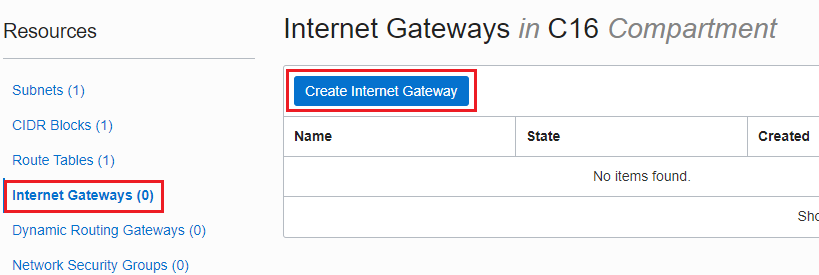 Resources
Subnets (1)
CIDR Blocks (1)
Route Tables (1)
Internet Gateways (0)
Dynamic Routing Gateways (0)
Network Security Groups (0)
Internet Gateways in C16 Compartment
Create Internet Gateway
Name State Created
No items found.
Sho